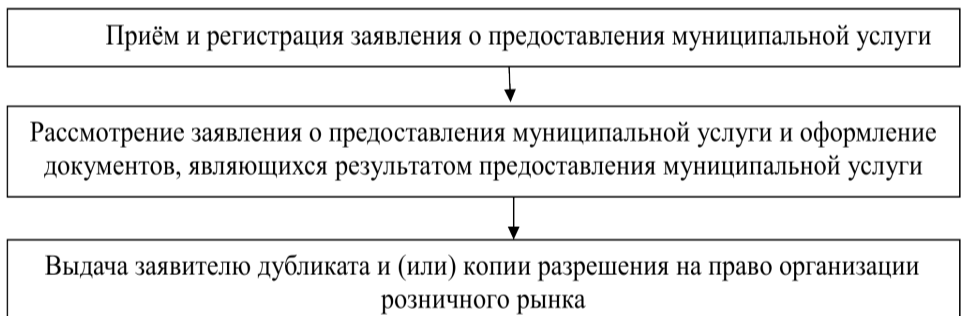 Приём и регистрация заявления о предоставления муниципальной услуги
Рассмотрение заявления о предоставления муниципальной услуги и оформление
документов, являющихся результатом предоставления муниципальной услуги
Выдача заявителю дубликата и (или) копии разрешения на право организации
розничного рынка